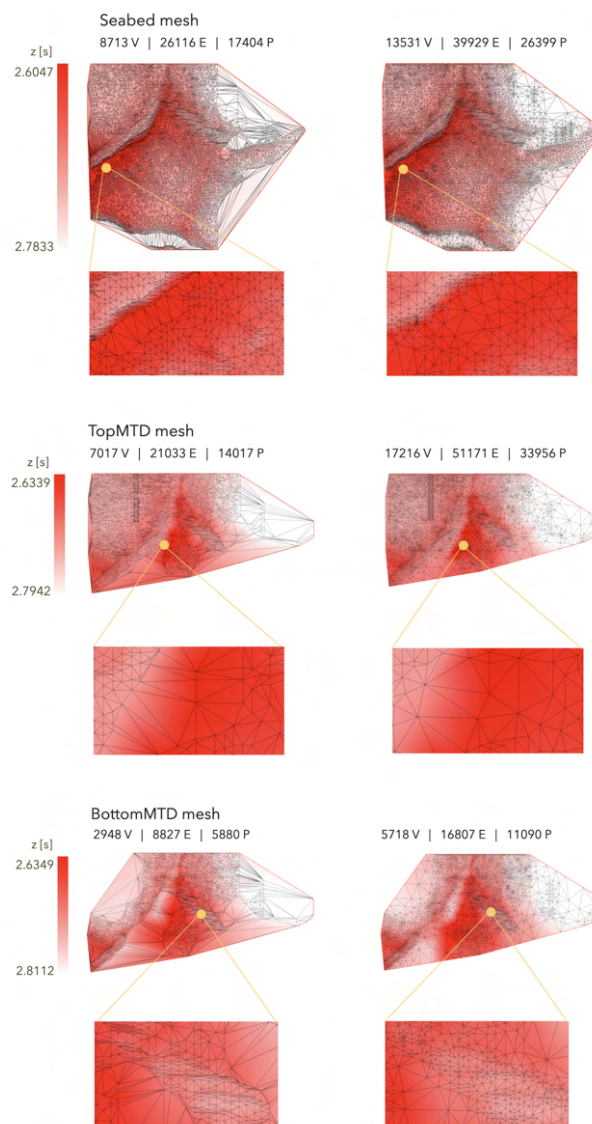 Seabed mesh
8713 V | 26116 E | 17404 P
13531 V | 39929 E | 26399 P
z [s]
2.6047
2.7833
TopMTD mesh
7017 V | 21033 E | 14017 P
17216 V | 51171 E | 33956 P
z [s]
2.6339
2.7942
BottomMTD mesh
2948 V | 8827 E | 5880 P
5718 V | 16807 E | 11090 P
z [s]
2.6349
2.8112